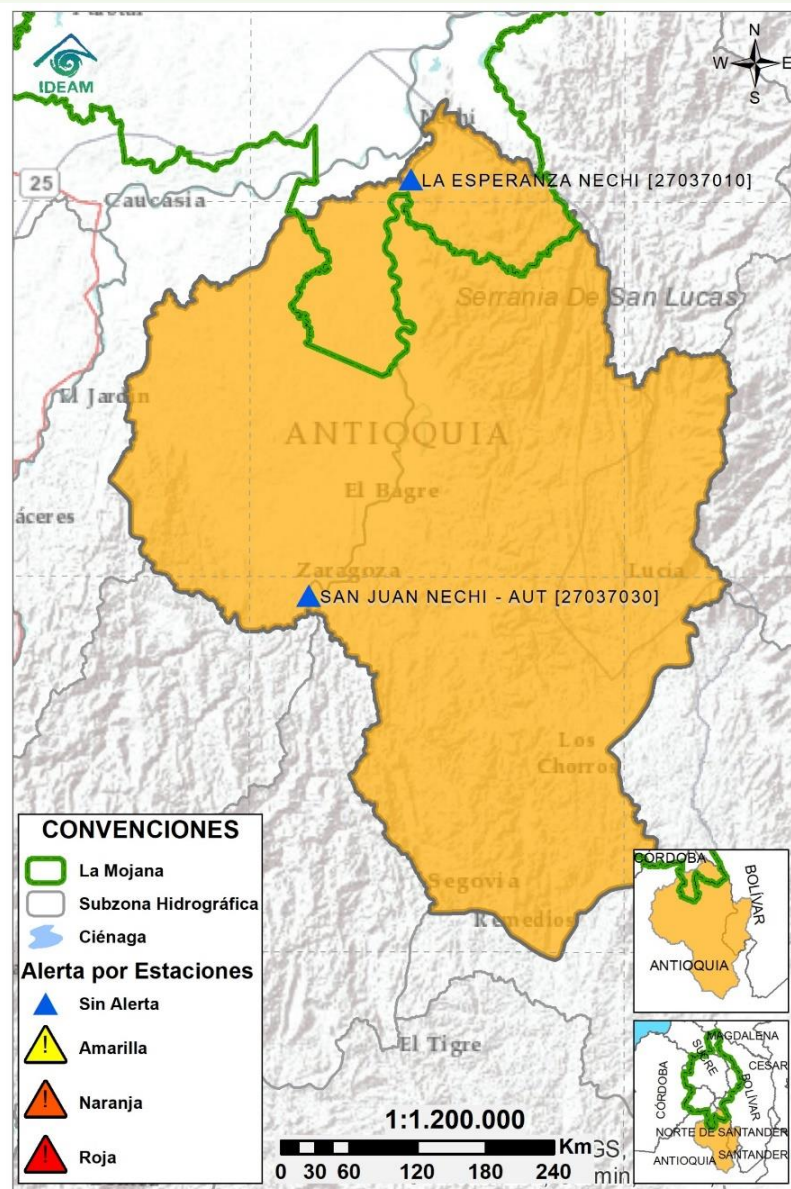 IDEAM
N
W E
S
25
Caucasia
LA ESPERANZA NECHI [27037010]
Serrania De San Lucas
El Jardin
ANTIOQUIA
El Bagre
áceres
Zaragoza
Lucia
SAN JUAN NECHI - AUT [27037030]
Los
Chorros
Segovia
Remedios
El Tigre
CONVENCIONES
La Mojana
Subzona Hidrográfica
Ciénaga
Alerta por Estaciones
Sin Alerta
Amarilla
Naranja
Roja
1:1.200.000
Km
0 30 60 120 180 240
GS,
min
CÓRDOBA
BOLÍVAR
ANTIOQUIA
MAGDALENA
SUCRE
CESAR
CÓRDOBA
BOLÍVAR
NORTE DE SANTANDER
ANTIOQUIA
SANTANDER